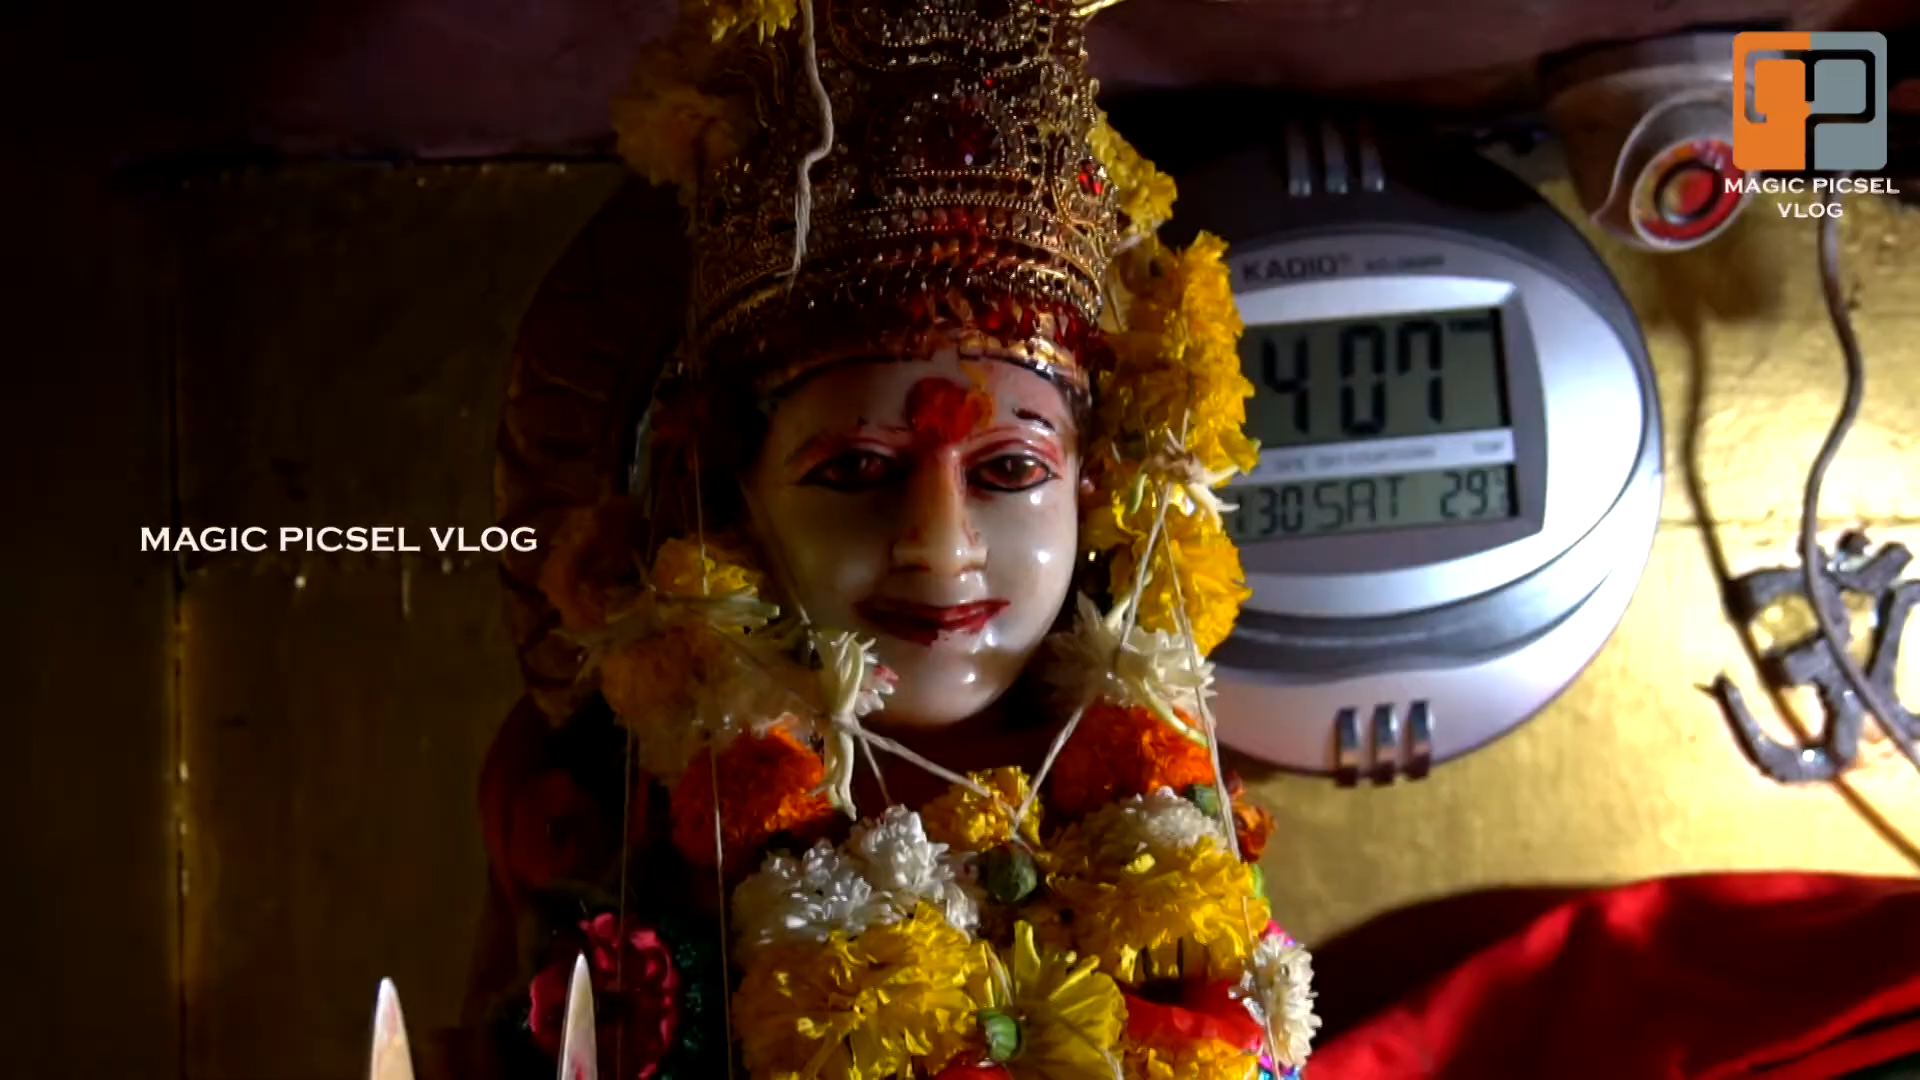 MAGIC PICSEL
VLOG
KADIO
4 07
30 SAT 29
MAGIC PICSEL VLOG
ॐ